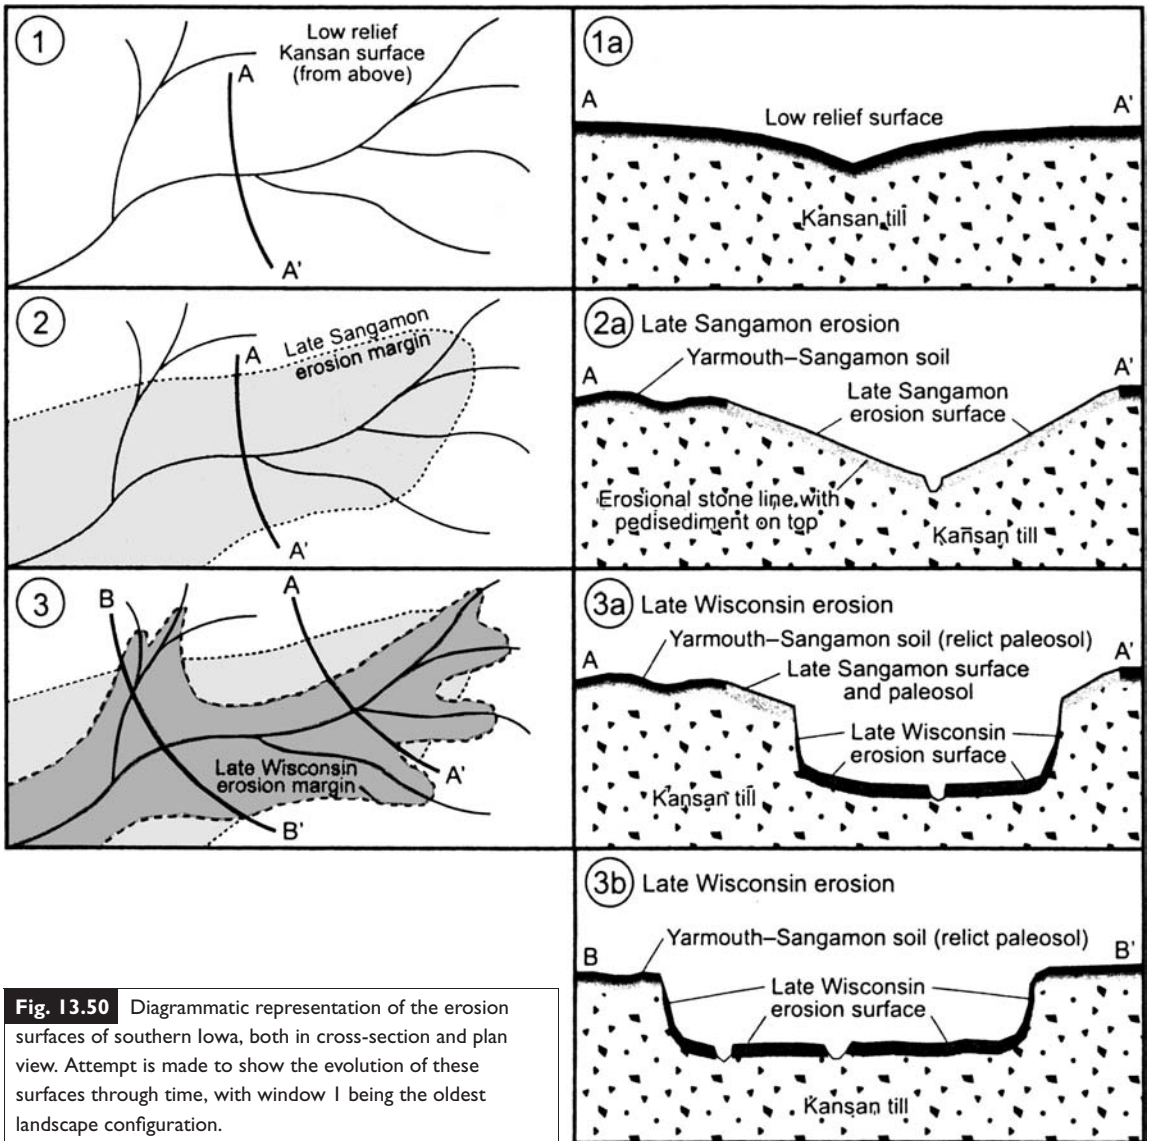 1
Low relief
Kansan surface
(from above)
A
A'
1a
A
A'
Low relief surface
Kansan till
2
Late Sangamon
erosion margin
A
A'
2a Late Sangamon erosion
Yarmouth–Sangamon soil
A
A'
Late Sangamon
erosion surface
Erosional stone line with
pedisediment on top
Kansan till
3
B
A
Late Wisconsin
erosion margin
A'
B'
3a Late Wisconsin erosion
Yarmouth–Sangamon soil (relict paleosol)
A
A'
Late Sangamon surface
and paleosol
Late Wisconsin
erosion surface
Kansan till
3b Late Wisconsin erosion
Yarmouth–Sangamon soil (relict paleosol)
B
B'
Late Wisconsin
erosion surface
Kansan till
Fig. 13.50 Diagrammatic representation of the erosion
surfaces of southern Iowa, both in cross-section and plan
view. Attempt is made to show the evolution of these
surfaces through time, with window 1 being the oldest
landscape configuration.